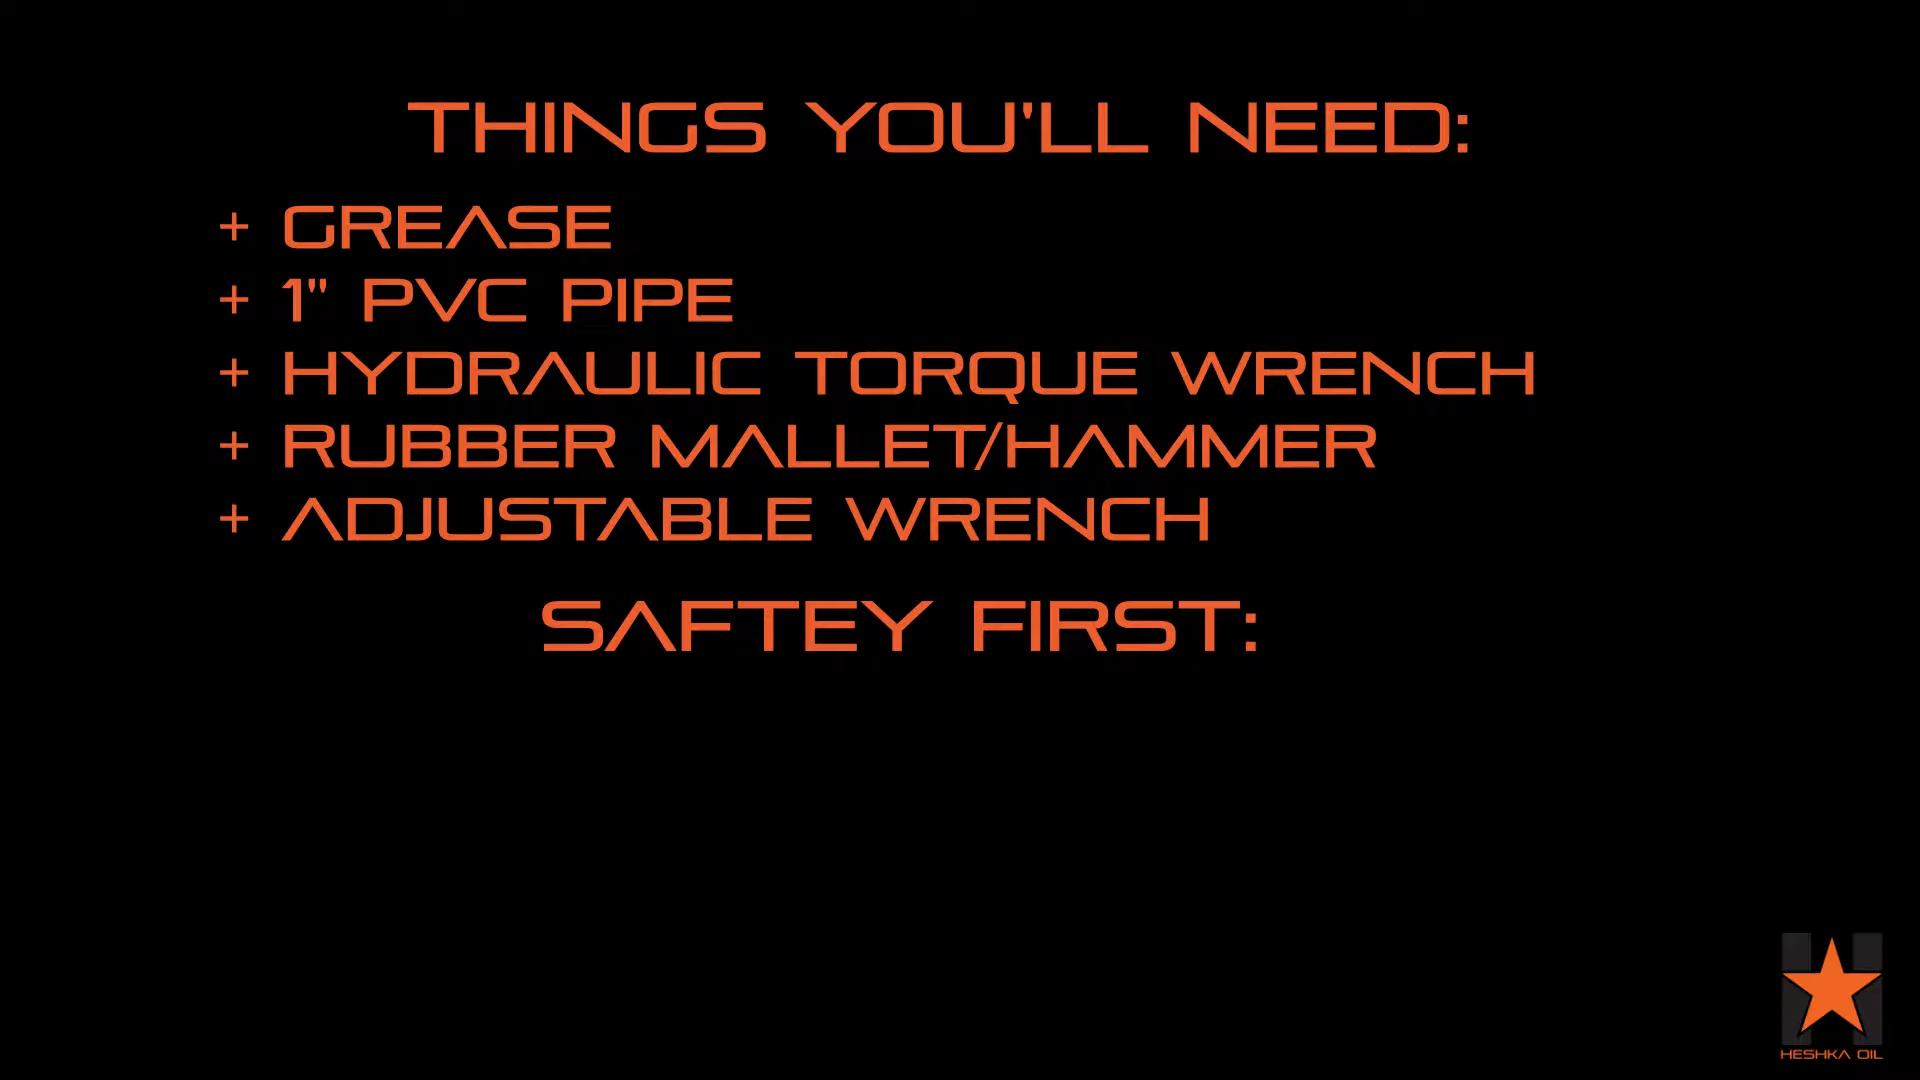 THINGS YOU'LL NEED:
+ GREASE
+ 1" PVC PIPE
+ HYDRAULIC TORQUE WRENCH
+ RUBBER MALLET/HAMMER
+ ADJUSTABLE WRENCH
SAFTEY FIRST:
HESHKA OIL